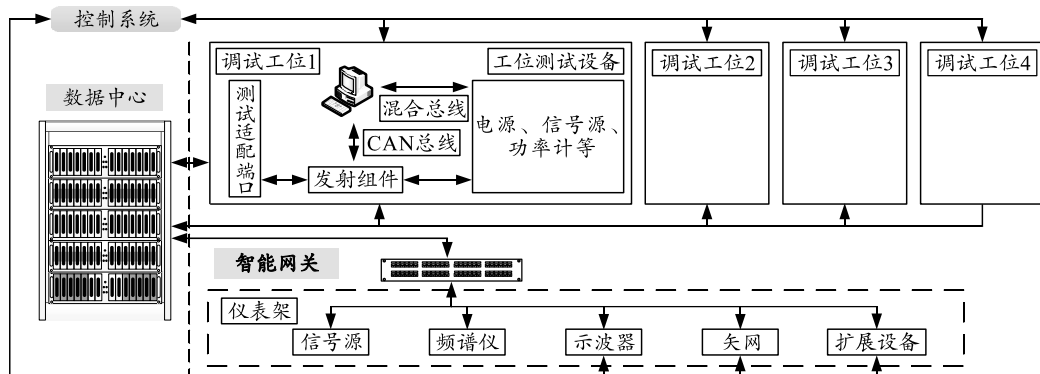 控制系统
数据中心
调试工位1
工位测试设备
测试适配端口
混合总线
CAN总线
发射组件
电源、信号源、
功率计等
调试工位2
调试工位3
调试工位4
智能网关
仪表架
信号源
频谱仪
示波器
矢网
扩展设备